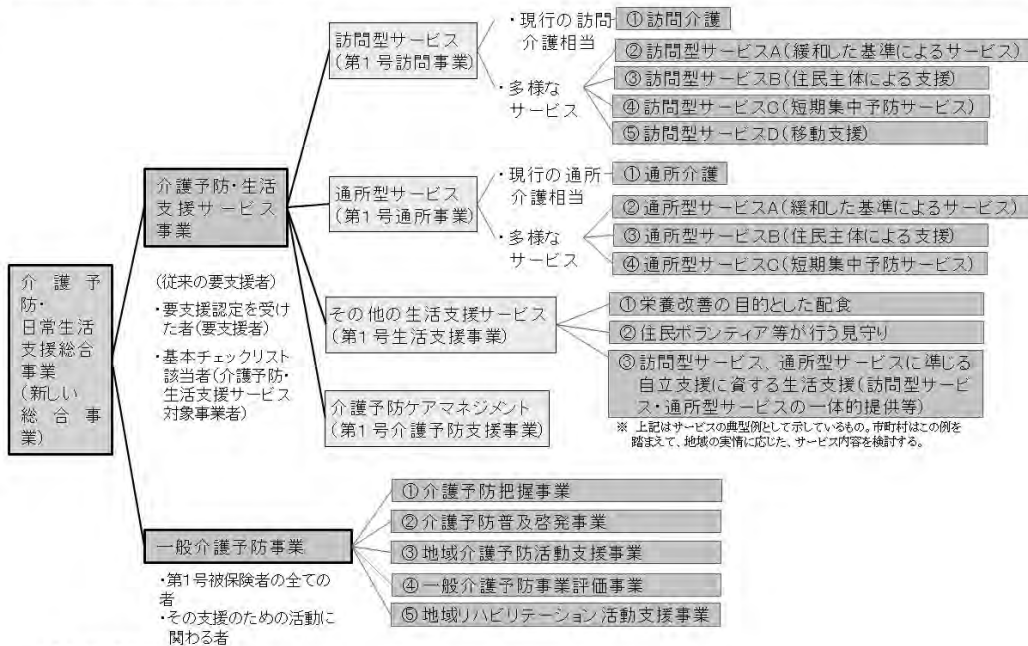 介護予防・
日常生活
支援総合
事業
(新しい
総合事
業)
介護予防・生活
支援サービス
事業
(従来の要支援者)
・要支援認定を受け
た者(要支援者)
・基本チェックリスト
該当者(介護予防・
生活支援サービス
対象事業者)
訪問型サービス
(第1号訪問事業)
・現行の訪問
介護相当
①訪問介護
・多様な
サービス
②訪問型サービスA(緩和した基準によるサービス)
③訪問型サービスB(住民主体による支援)
④訪問型サービスC(短期集中予防サービス)
⑤訪問型サービスD(移動支援)
通所型サービス
(第1号通所事業)
・現行の通所
介護相当
①通所介護
・多様な
サービス
②通所型サービスA(緩和した基準によるサービス)
③通所型サービスB(住民主体による支援)
④通所型サービスC(短期集中予防サービス)
その他の生活支援サービス
(第1号生活支援事業)
①栄養改善の目的とした配食
②住民ボランティア等が行う見守り
③訪問型サービス、通所型サービスに準じる
自立支援に資する生活支援(訪問型サービ
ス・通所型サービスの一体的提供等)
※ 上記はサービスの典型例として示しているもの。市町村はこの例を
踏まえて、地域の実情に応じた、サービス内容を検討する。
介護予防ケアマネジメント
(第1号介護予防支援事業)
一般介護予防事業
・第1号被保険者の全ての
者
・その支援のための活動に
関わる者
①介護予防把握事業
②介護予防普及啓発事業
③地域介護予防活動支援事業
④一般介護予防事業評価事業
⑤地域リハビリテーション活動支援事業